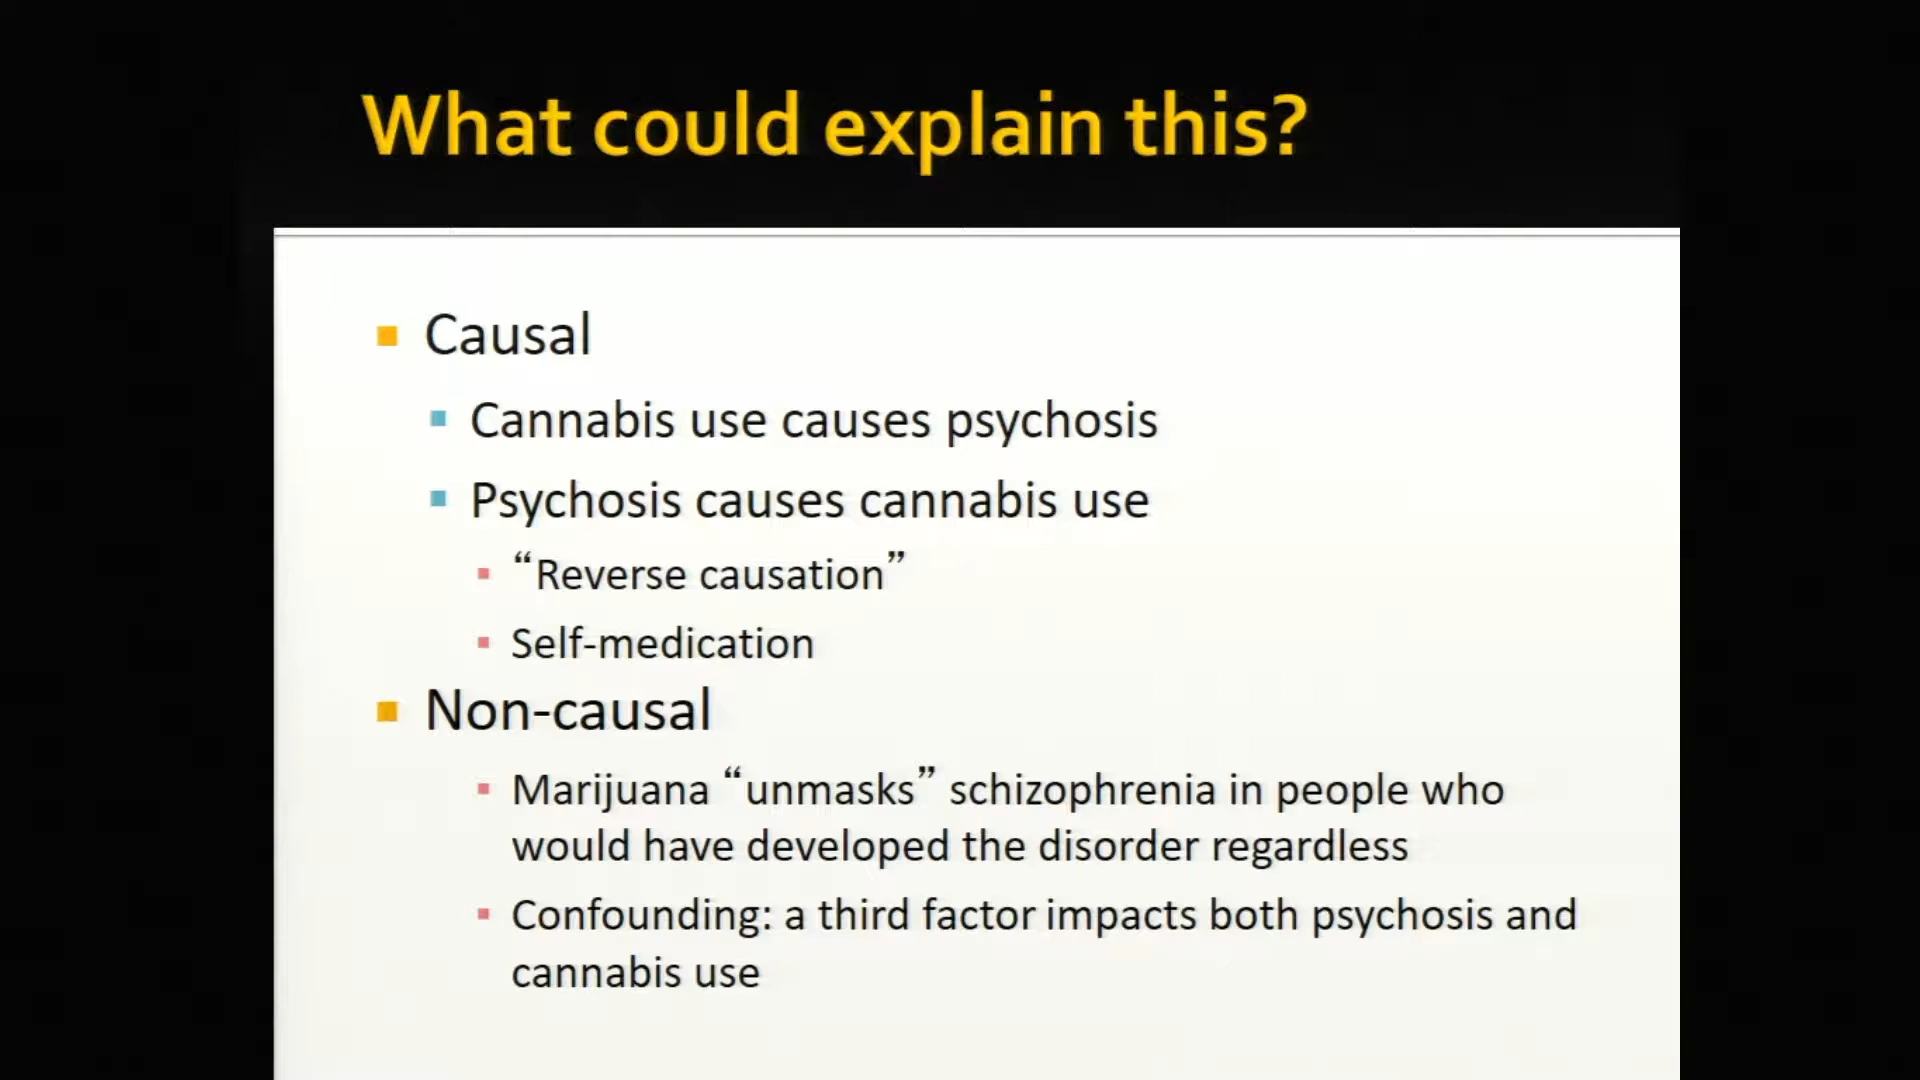 What could explain this?
Causal
Cannabis use causes psychosis
Psychosis causes cannabis use
“Reverse causation”
Self-medication
Non-causal
Marijuana “unmasks” schizophrenia in people who
would have developed the disorder regardless
Confounding: a third factor impacts both psychosis and
cannabis use